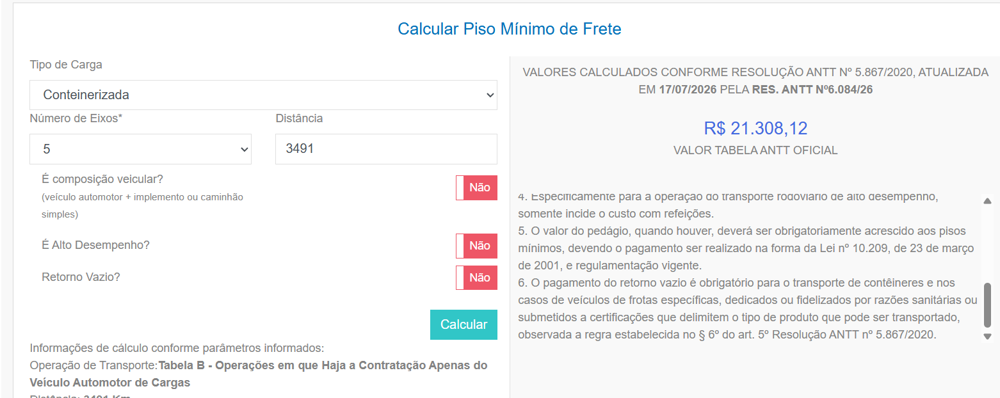 Calcular Piso Mínimo de Frete
Tipo de Carga
Conteinerizada
Número de Eixos*
Distância
5
3491
É composição veicular?
(veículo automotor + implemento ou caminhão
simples)
Não
É Alto Desempenho?
Não
Retorno Vazio?
Não
Calcular
Informações de cálculo conforme parâmetros informados:
Operação de Transporte:Tabela B - Operações em que Haja a Contratação Apenas do
Veículo Automotor de Cargas
Distância: 3491 Km
VALORES CALCULADOS CONFORME RESOLUÇÃO ANTT Nº 5.867/2020, ATUALIZADA
EM 17/07/2026 PELA RES. ANTT Nº6.084/26
R$ 21.308,12
VALOR TABELA ANTT OFICIAL
4. Especificamente para a operação do transporte rodoviário de alto desempenho,
somente incide o custo com refeições.
5. O valor do pedágio, quando houver, deverá ser obrigatoriamente acrescido aos pisos
mínimos, devendo o pagamento ser realizado na forma da Lei nº 10.209, de 23 de março
de 2001, e regulamentação vigente.
6. O pagamento do retorno vazio é obrigatório para o transporte de contêineres e nos
casos de veículos de frotas específicas, dedicados ou fidelizados por razões sanitárias ou
submetidos a certificações que delimitem o tipo de produto que pode ser transportado,
observada a regra estabelecida no § 6º do art. 5º Resolução ANTT nº 5.867/2020.